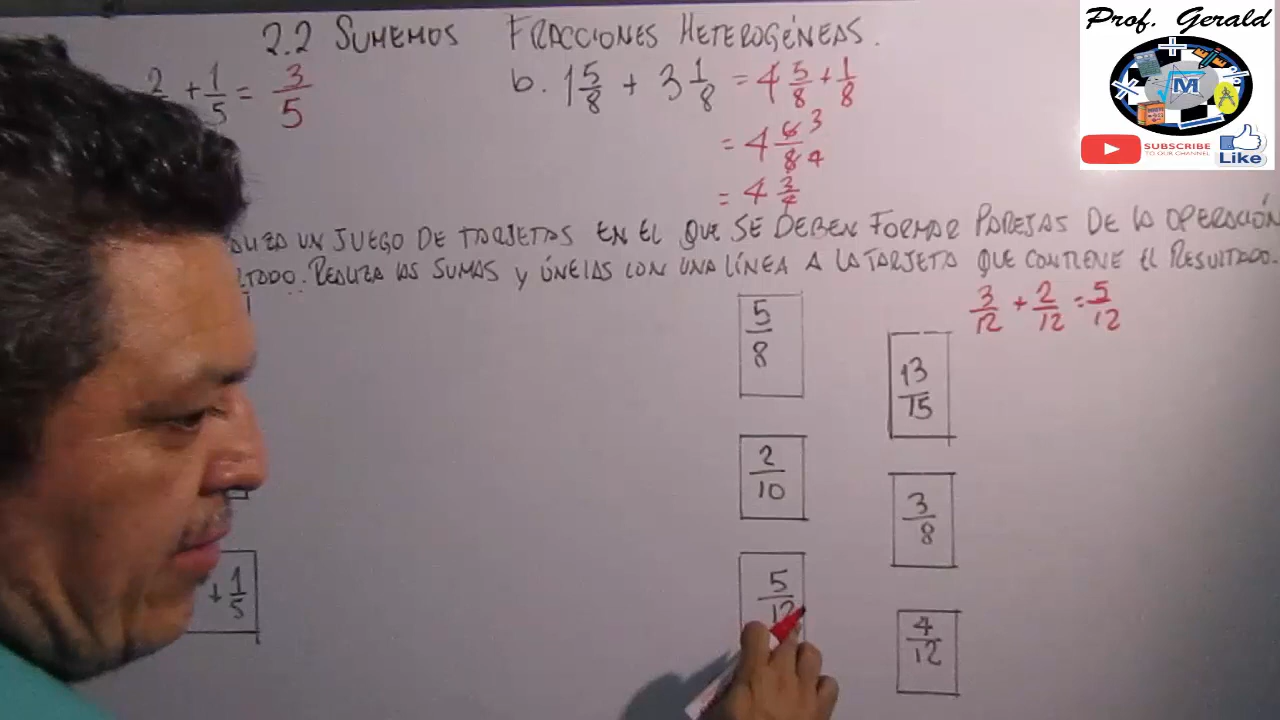 Prof. Gerald
SUBSCRIBE
TO OUR CHANNEL
Like
M
2.2 SUMEMOS FRACCIONES HETEROGÉNEAS.
2 + 1/5 = 3/5
b. 1 5/8 + 3 1/8 = 4 5/8 + 1/8
= 4 6/8 3 4
= 4 3/4
UN JUEGO DE TARJETAS EN EL QUE SE DEBEN FORMAR PAREJAS DE LA OPERACIÓN
REALIZA LAS SUMAS y ÚNELAS CON UNA LÍNEA A LA TARJETA QUE CONTIENE EL RESULTADO.
3/12 + 2/12 = 5/12
5/8
13/15
2/10
3/8
5/12
4/12
+ 1/5